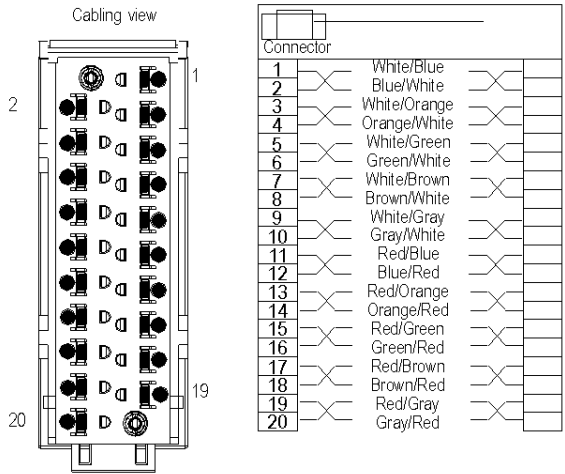 Cabling view
1
2
19
20
Connector
1 White/Blue
2 Blue/White
3 White/Orange
4 Orange/White
5 White/Green
6 Green/White
7 White/Brown
8 Brown/White
9 White/Gray
10 Gray/White
11 Red/Blue
12 Blue/Red
13 Red/Orange
14 Orange/Red
15 Red/Green
16 Green/Red
17 Red/Brown
18 Brown/Red
19 Red/Gray
20 Gray/Red